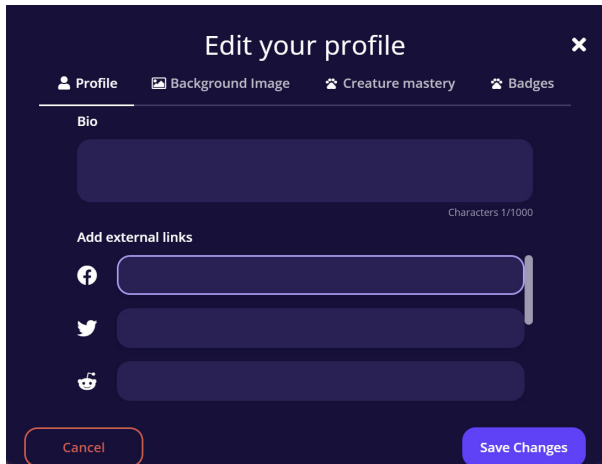 Edit your profile
Profile Background Image Creature mastery Badges
Bio
Characters 1/1000
Add external links
Cancel Save Changes